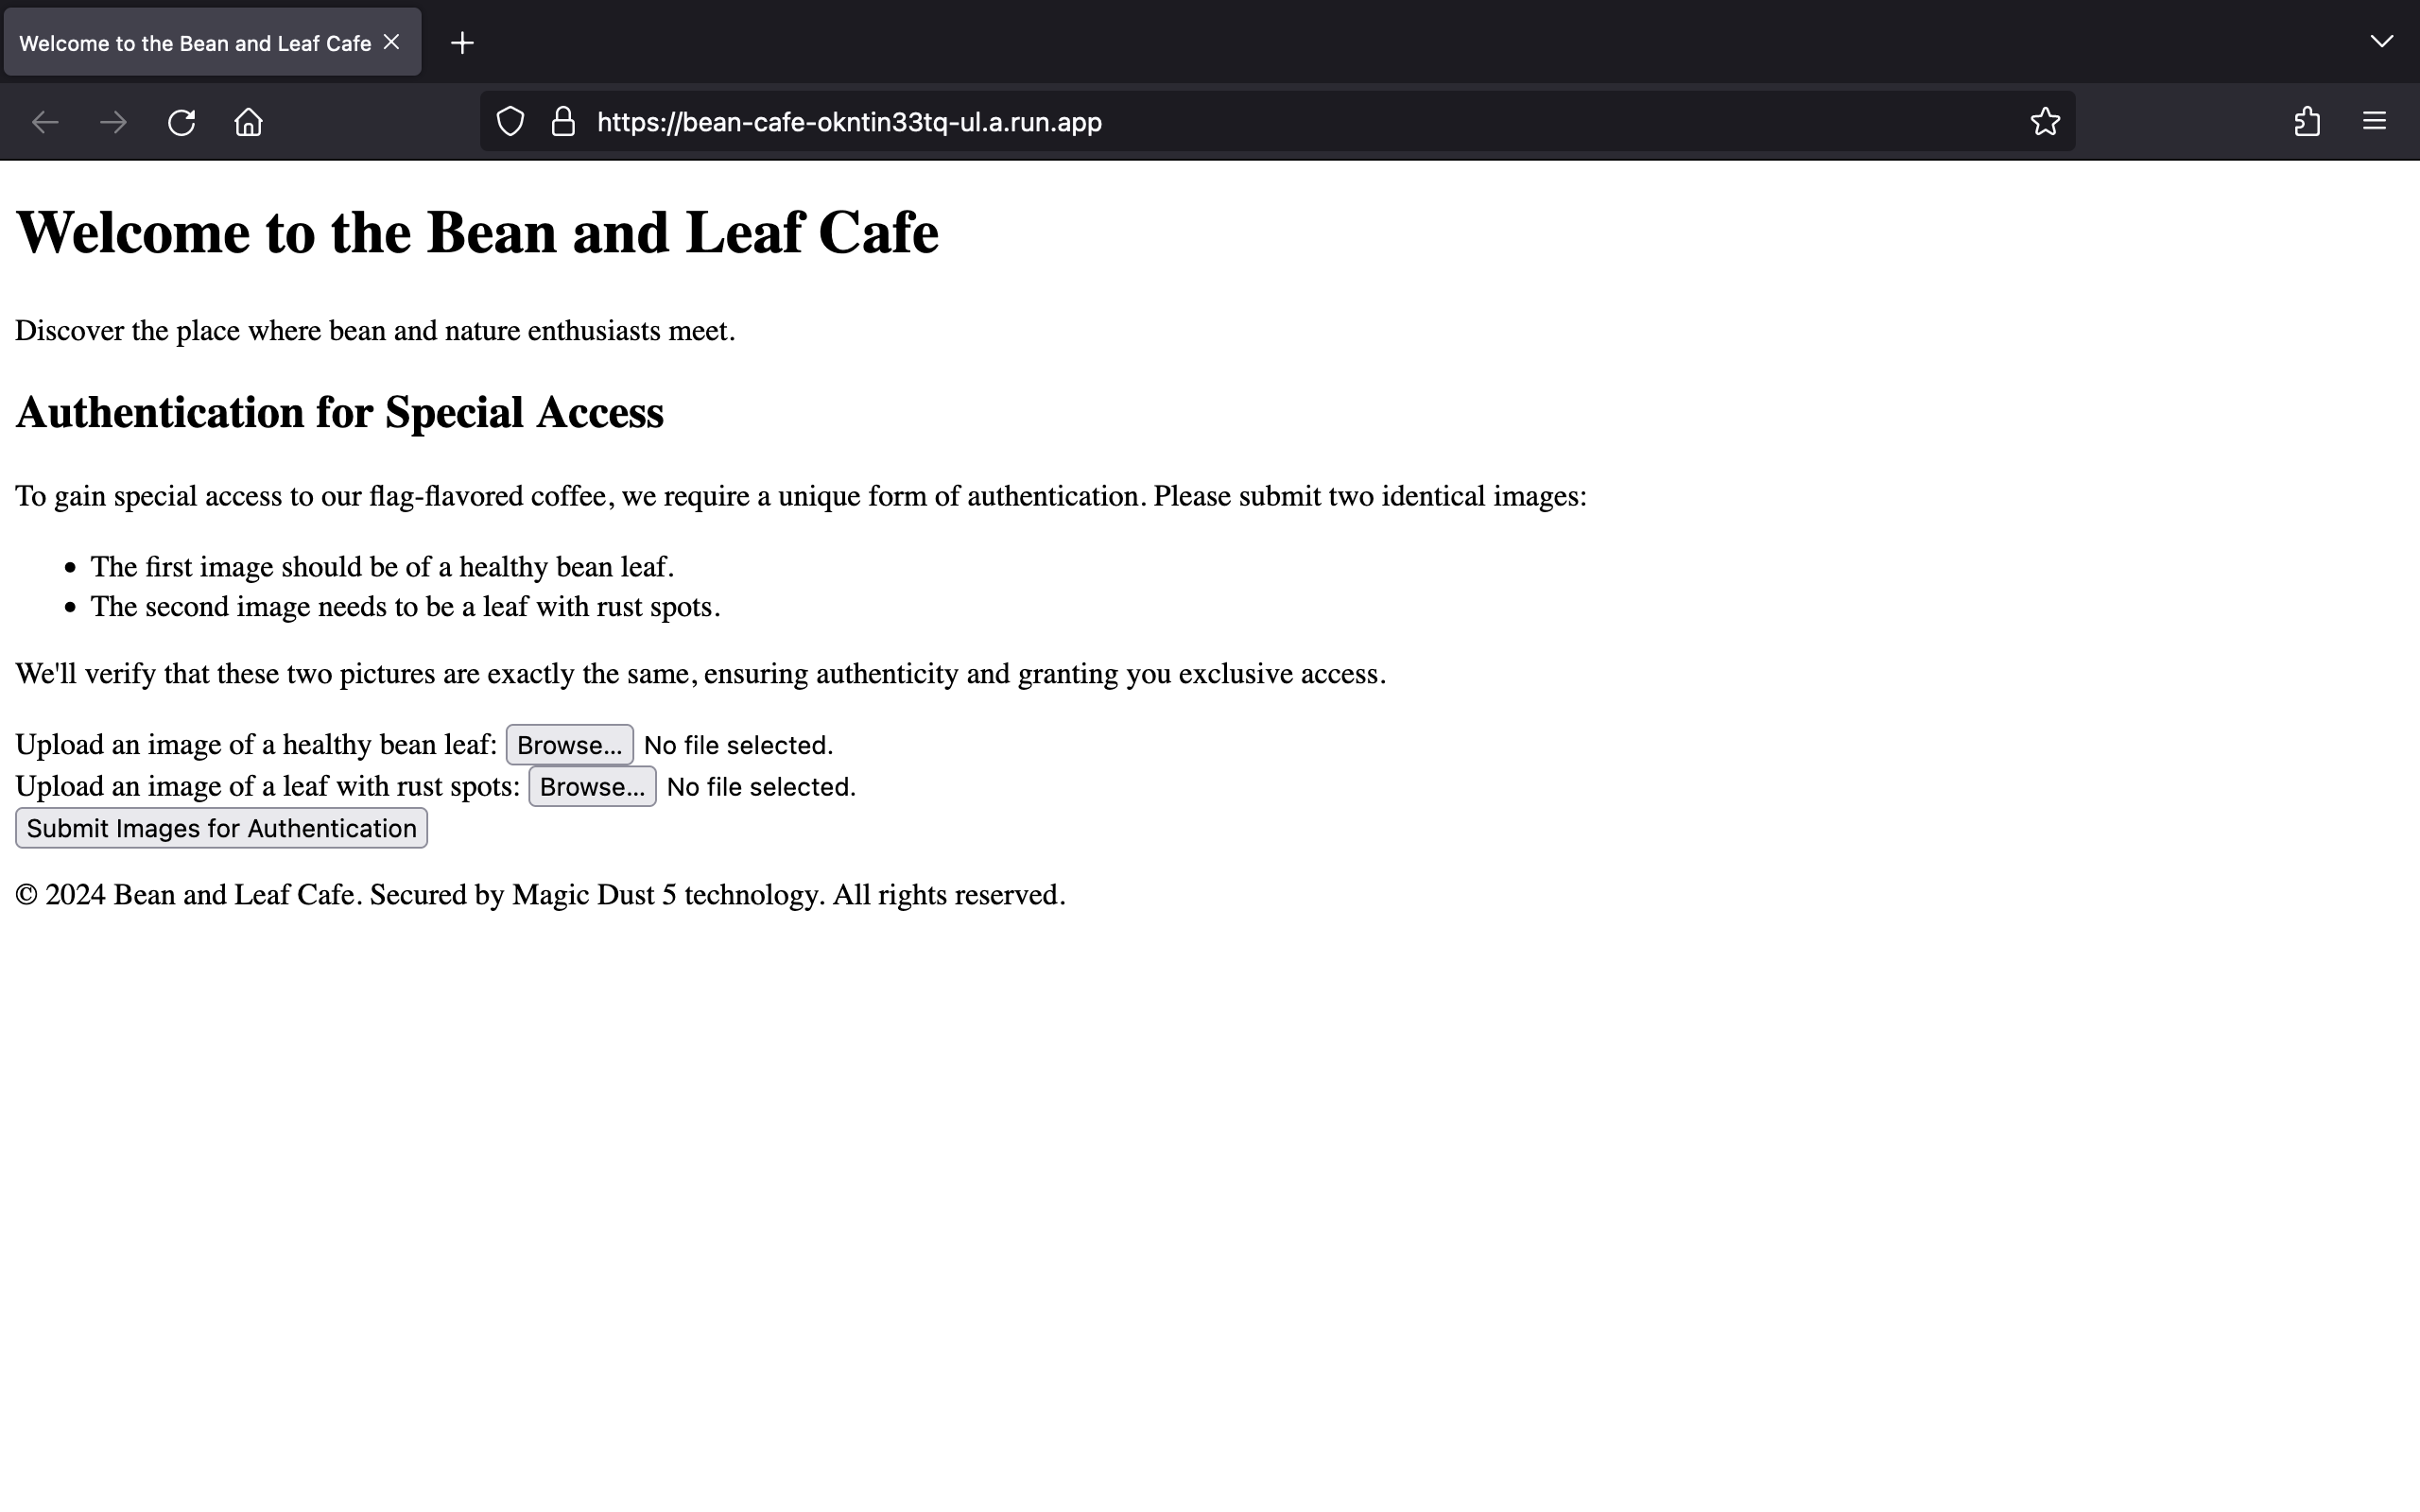 Welcome to the Bean and Leaf Cafe
https://bean-cafe-okntin33tq-ul.a.run.app
Welcome to the Bean and Leaf Cafe
Discover the place where bean and nature enthusiasts meet.
Authentication for Special Access
To gain special access to our flag-flavored coffee, we require a unique form of authentication. Please submit two identical images:
• The first image should be of a healthy bean leaf.
• The second image needs to be a leaf with rust spots.
We'll verify that these two pictures are exactly the same, ensuring authenticity and granting you exclusive access.
Upload an image of a healthy bean leaf: Browse... No file selected.
Upload an image of a leaf with rust spots: Browse... No file selected.
Submit Images for Authentication
© 2024 Bean and Leaf Cafe. Secured by Magic Dust 5 technology. All rights reserved.